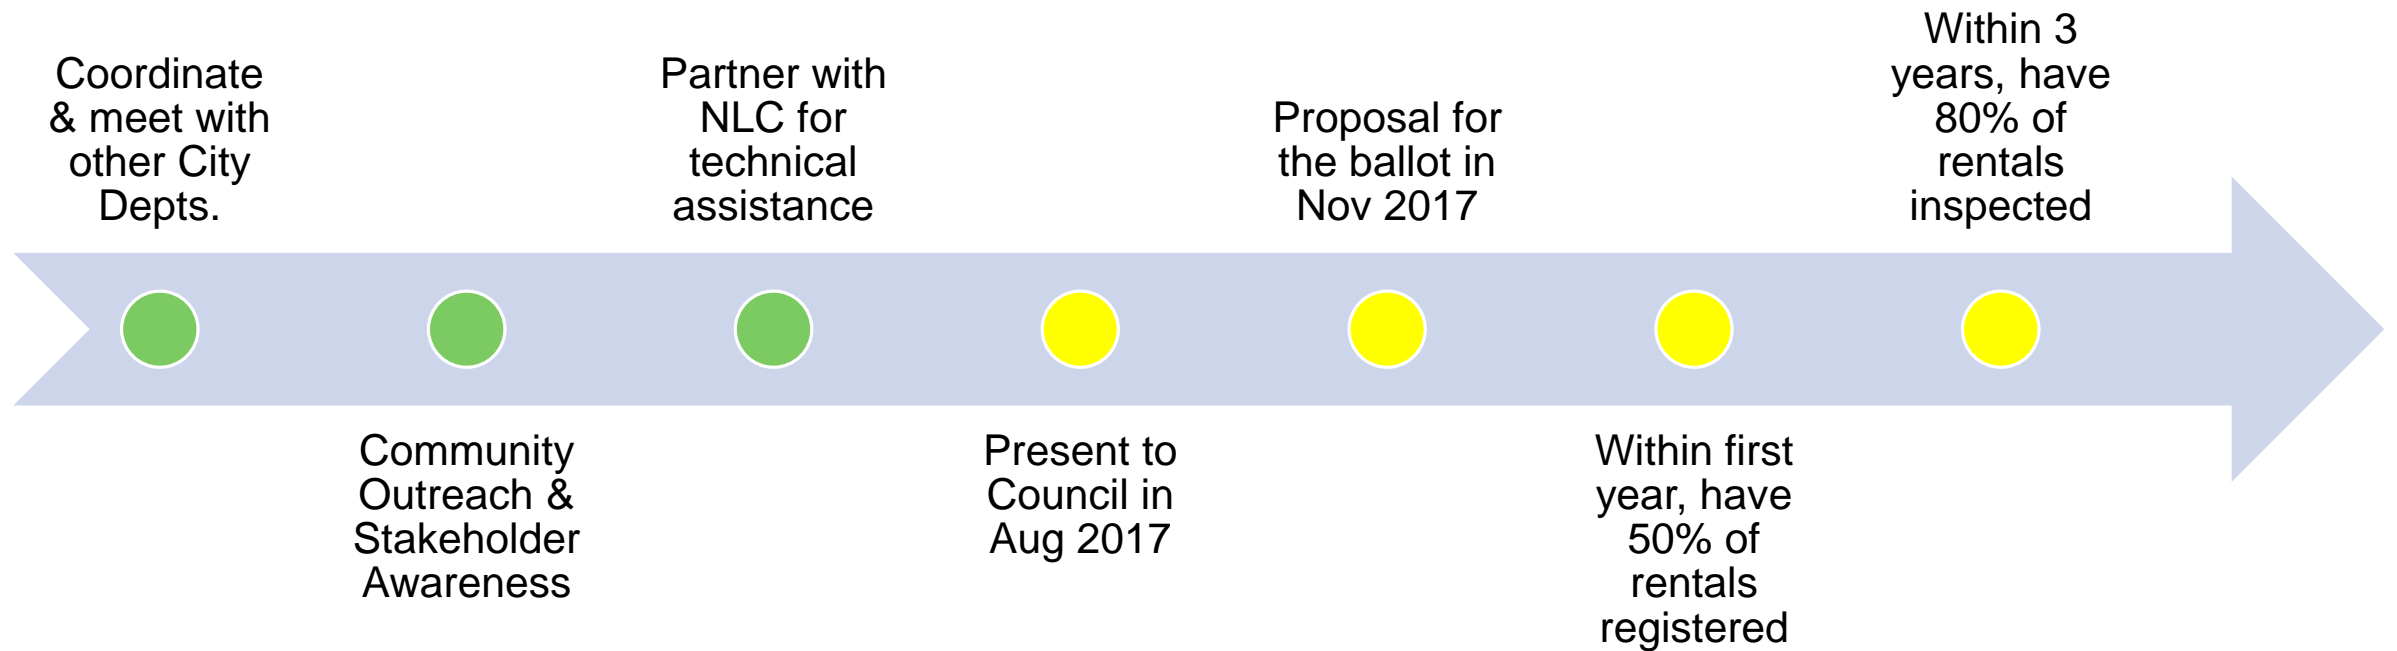 Coordinate
& meet with
other City
Depts.
Community
Outreach &
Stakeholder
Awareness
Partner with
NLC for
technical
assistance
Present to
Council in
Aug 2017
Proposal for
the ballot in
Nov 2017
Within first
year, have
50% of
rentals
registered
Within 3
years, have
80% of
rentals
inspected